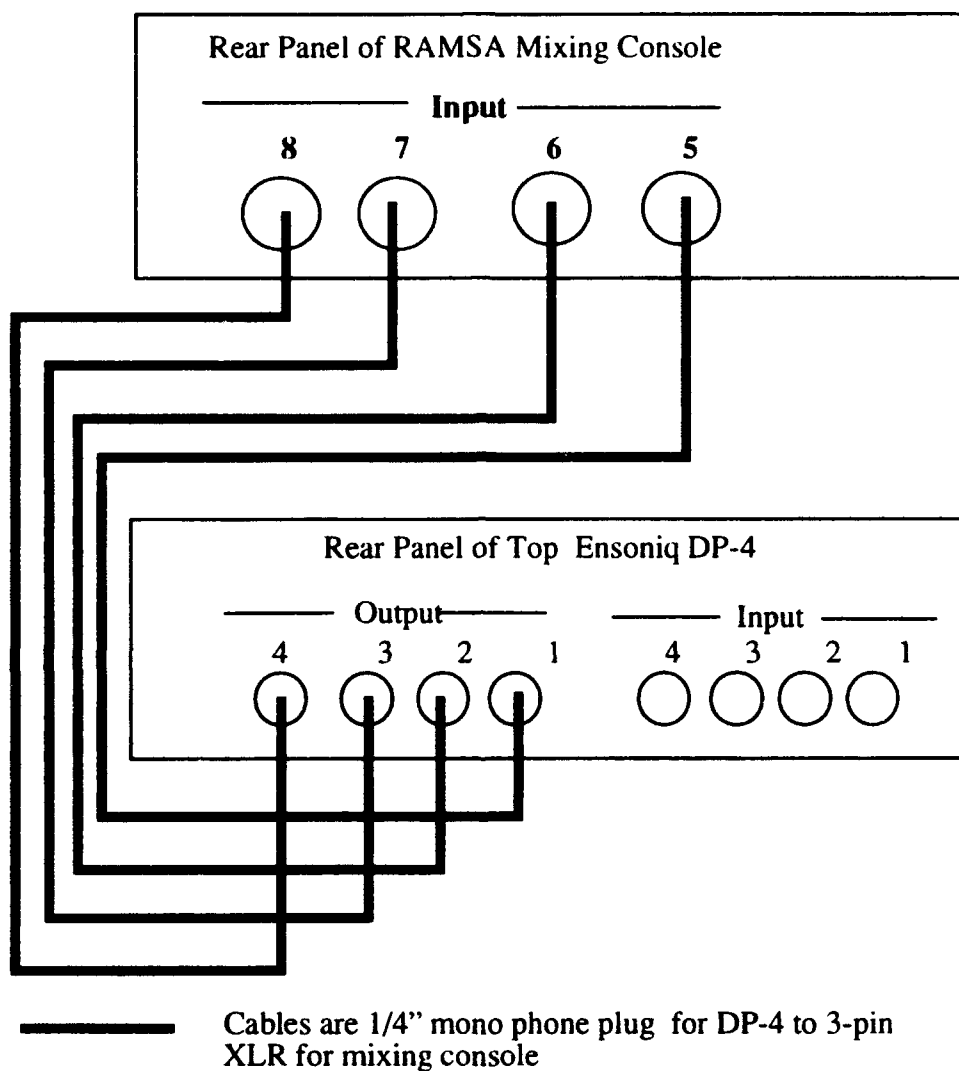 Rear Panel of RAMSA Mixing Console
Input
8 7 6 5
Rear Panel of Top Ensoniq DP-4
Output Input
4 3 2 1 4 3 2 1
Cables are 1/4” mono phone plug for DP-4 to 3-pin
XLR for mixing console